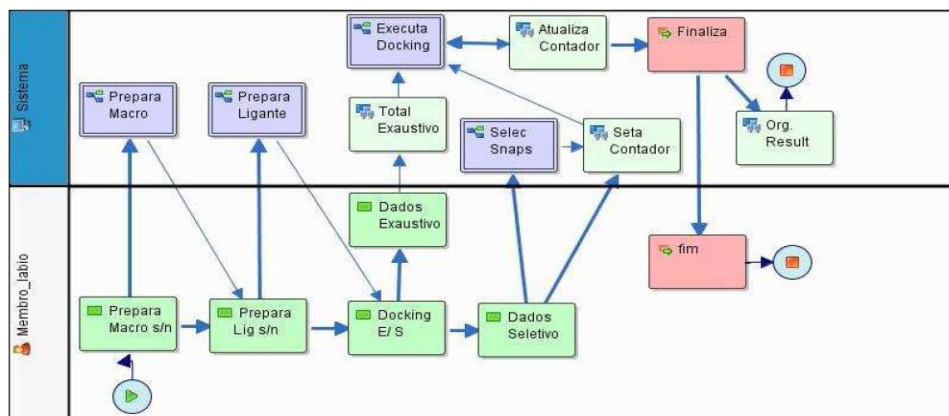 Sistema
Executa
Docking
Atualiza
Contador
Finaliza
Prepara
Macro
Prepara
Ligante
Total
Exaustivo
Selec
Snaps
Seta
Contador
Org.
Result
Membro_labio
Dados
Exaustivo
fim
Prepara
Macro s/n
Prepara
Lig s/n
Docking
E/ S
Dados
Seletivo